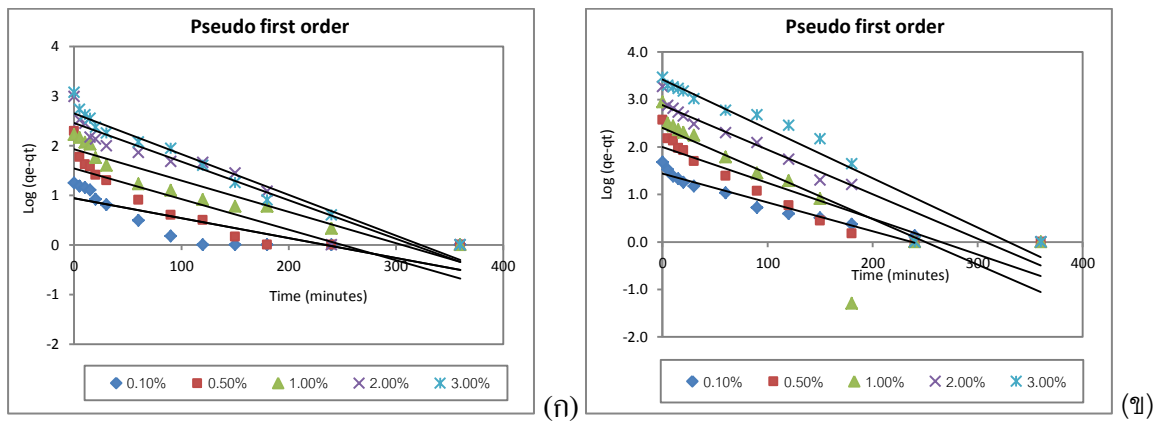 Pseudo first order
Log (qe-qt)
4
3
2
1
0
-1
-2
0 100 200 300 400
Time (minutes)
0.10% 0.50% 1.00% 2.00% 3.00%
(ก)
Pseudo first order
Log (qe-qt)
4.0
3.0
2.0
1.0
0.0
-1.0
-2.0
0 100 200 300 400
Time (minutes)
0.10% 0.50% 1.00% 2.00% 3.00%
(ข)